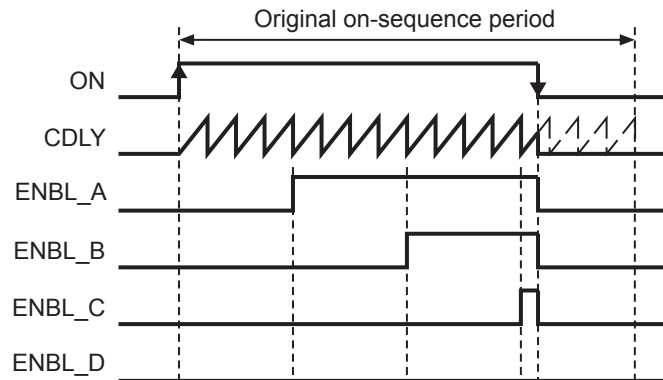 Original on-sequence period
ON
CDLY
ENBL_A
ENBL_B
ENBL_C
ENBL_D